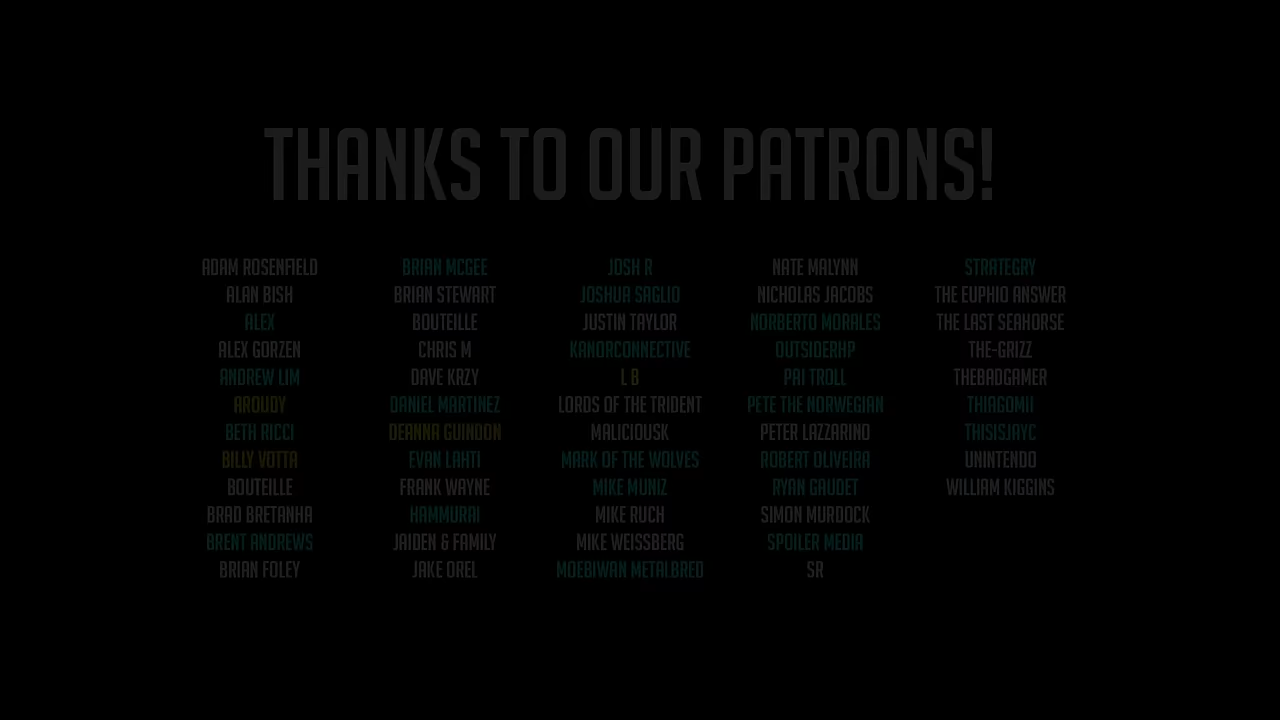 THANKS TO OUR PATRONS!
ADAM ROSENFIELD
ALAN BISH
ALEX
ALEX GORZEN
ANDREW LIM
AROUDY
BETH RICCI
BILLY VOTTA
BOUTEILLE
BRAD BRETANHA
BRENT ANDREWS
BRIAN FOLEY
BRIAN MCGEE
BRIAN STEWART
BOUTEILLE
CHRIS M
DAVE KRZY
DANIEL MARTINEZ
DEANNA GUINDON
EVAN LAHTI
FRANK WAYNE
HAMMURAI
JAIDEN & FAMILY
JAKE OREL
JOSH R
JOSHUA SAGLIO
JUSTIN TAYLOR
KANORCONNECTIVE
L B
LORDS OF THE TRIDENT
MALICIOUSK
MARK OF THE WOLVES
MIKE MUNIZ
MIKE RUCH
MIKE WEISSBERG
MOEBIWAN METALBRED
NATE MALYNN
NICHOLAS JACOBS
NORBERTO MORALES
OUTSIDERHP
PAI TROLL
PETE THE NORWEGIAN
PETER LAZZARINO
ROBERT OLIVEIRA
RYAN GAUDET
SIMON MURDOCK
SPOILER MEDIA
SR
STRATEGRY
THE EUPHIO ANSWER
THE LAST SEAHORSE
THE-GRIZZ
THEBADGAMER
THIAGOMII
THISISJAYC
UNINTENDO
WILLIAM KIGGINS